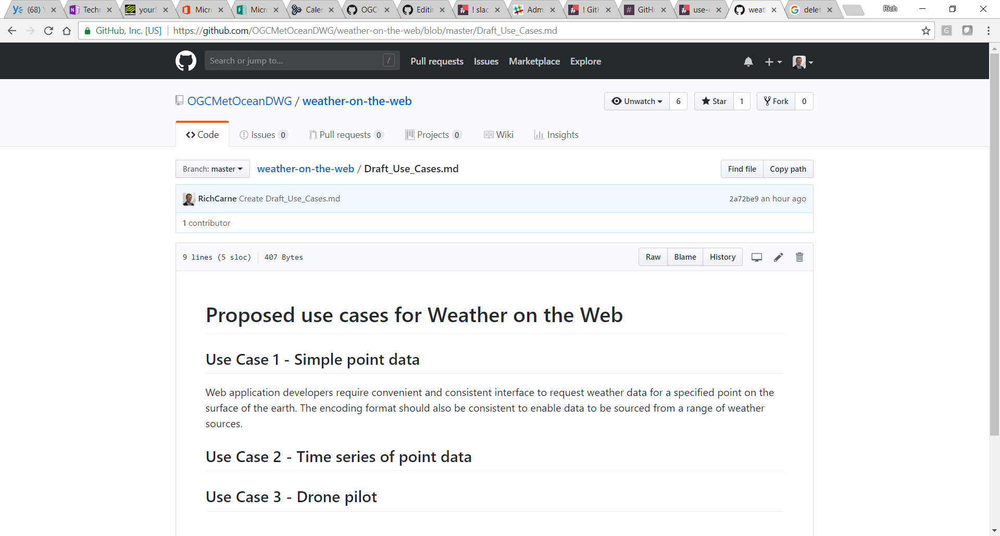 (68) Y Techn yourS Micro Micro Calen OGC Editin ! slac Adm ! GitH GitHu use-c weat delet Rich
GitHub, Inc. [US] https://github.com/OGCMetOceanDWG/weather-on-the-web/blob/master/Draft_Use_Cases.md
Search or jump to... / Pull requests Issues Marketplace Explore
OGCMetOceanDWG / weather-on-the-web Unwatch 6 Star 1 Fork 0
Code Issues 0 Pull requests 0 Projects 0 Wiki Insights
Branch: master weather-on-the-web / Draft_Use_Cases.md Find file Copy path
RichCarne Create Draft_Use_Cases.md 2a72be9 an hour ago
1 contributor
9 lines (5 sloc) 407 Bytes Raw Blame History
Proposed use cases for Weather on the Web
Use Case 1 - Simple point data
Web application developers require convenient and consistent interface to request weather data for a specified point on the
surface of the earth. The encoding format should also be consistent to enable data to be sourced from a range of weather
sources.
Use Case 2 - Time series of point data
Use Case 3 - Drone pilot